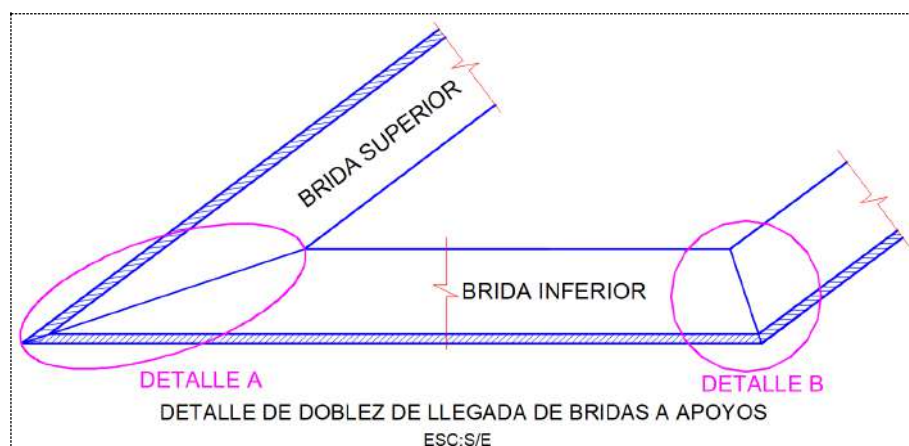 BRIDA SUPERIOR
BRIDA INFERIOR
DETALLE A
DETALLE B
DETALLE DE DOBLEZ DE LLEGADA DE BRIDAS A APOYOS
ESC:S/E